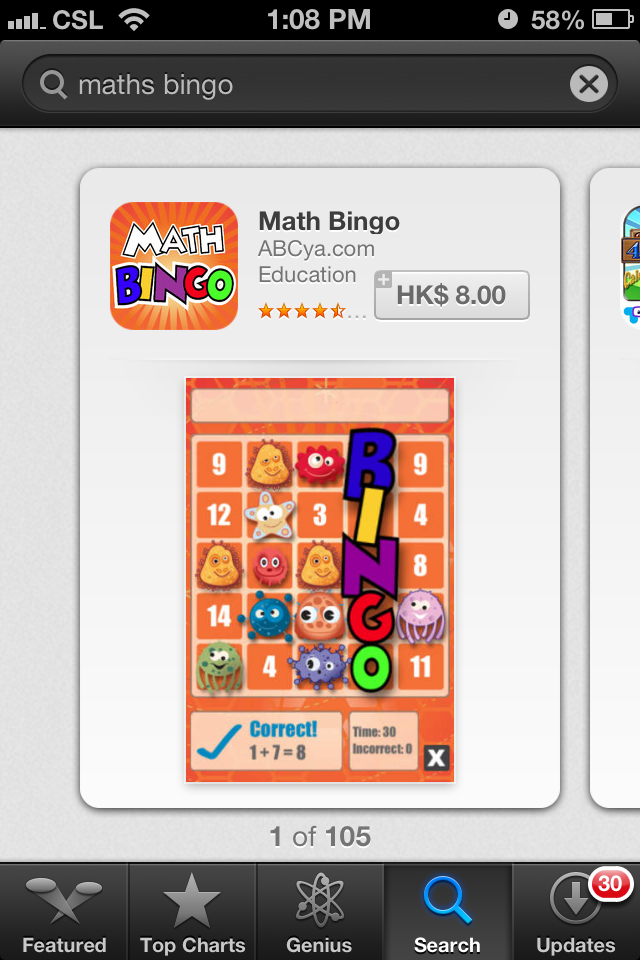 CSL 1:08 PM 58%
maths bingo
MATH
BINGO
Math Bingo
ABCya.com
Education
HK$ 8.00
...
BINGO
9 9
12 3 4
8
14
4 11
Correct!
1+7=8
Time: 30
Incorrect: 0
X
1 of 105
30
Featured Top Charts Genius Search Updates